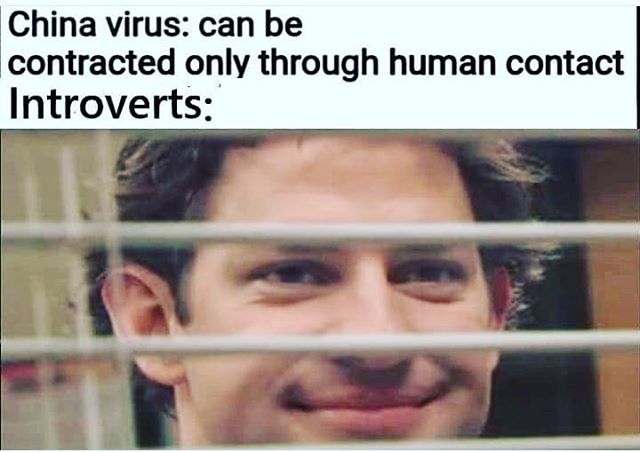 China virus: can be
contracted only through human contact
Introverts: